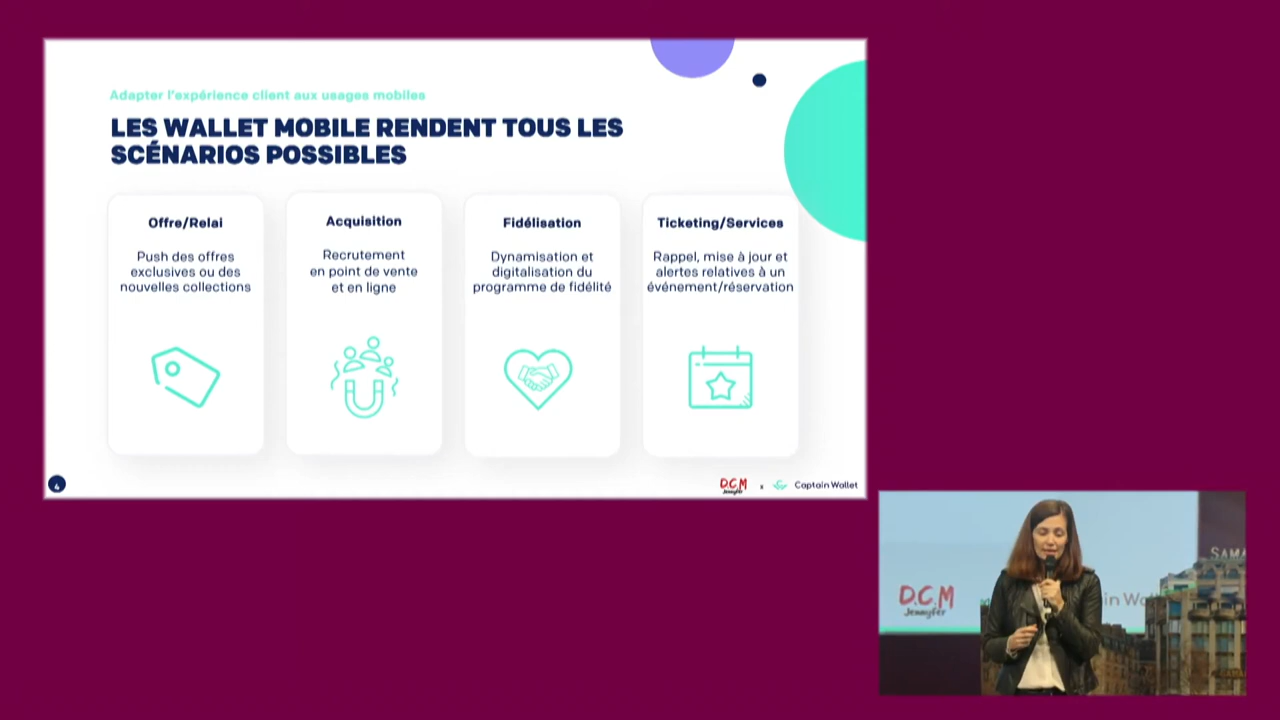 Adapter l'expérience client aux usages mobiles
LES WALLET MOBILE RENDENT TOUS LES
SCÉNARIOS POSSIBLES
Offre/Relai
Push des offres
exclusives ou des
nouvelles collections
Acquisition
Recrutement
en point de vente
et en ligne
Fidélisation
Dynamisation et
digitalisation du
programme de fidélité
Ticketing/Services
Rappel, mise à jour et
alertes relatives à un
événement/réservation
4
D.C.M
Jennyfer
x
Captain Wallet
D.C.M
Jennyfer